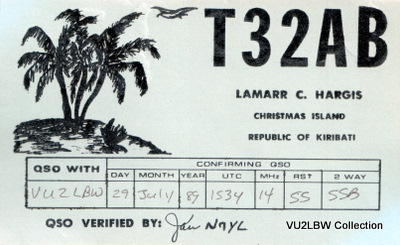 T32AB
LAMARR C. HARGIS
CHRISTMAS ISLAND
REPUBLIC OF KIRIBATI
QSO WITH CONFIRMING QSO
DAY MONTH YEAR UTC MHz RST 2 WAY
VU2LBW 29 July 89 1534 14 55 SSB
QSO VERIFIED BY: Jan N7YL
VU2LBW Collection